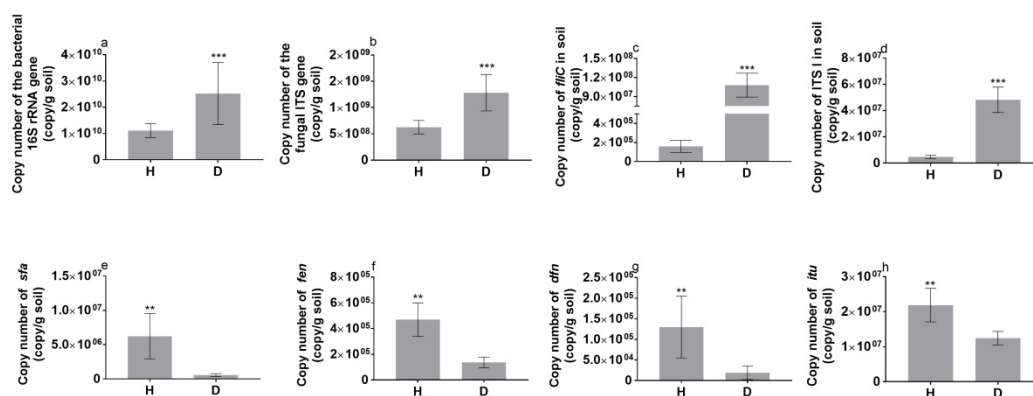 a
Copy number of the bacterial
16S rRNA gene
(copy/g soil)
4×10¹⁰
3×10¹⁰
2×10¹⁰
1×10¹⁰
0
***
H D
b
Copy number of the
fungal ITS gene
(copy/g soil)
2×10⁰⁹
2×10⁰⁹
1×10⁰⁹
5×10⁰⁸
0
***
H D
c
Copy number of fliC in soil
(copy/g soil)
1×10⁰⁸
1×10⁰⁸
9×10⁰⁷
4×10⁰⁵
2×10⁰⁵
0
***
H D
d
Copy number of ITS I in soil
(copy/g soil)
8×10⁰⁷
6×10⁰⁷
4×10⁰⁷
2×10⁰⁷
0
***
H D
e
Copy number of sfa
(copy/g soil)
1.5×10⁰⁷
1.0×10⁰⁷
5.0×10⁰⁶
0
**
H D
f
Copy number of fen
(copy/g soil)
8×10⁰⁵
6×10⁰⁵
4×10⁰⁵
2×10⁰⁵
0
**
H D
g
Copy number of dfn
(copy/g soil)
2.5×10⁰⁵
2.0×10⁰⁵
1.5×10⁰⁵
1.0×10⁰⁵
5.0×10⁰⁴
0
**
H D
h
Copy number of itu
(copy/g soil)
3×10⁰⁷
2×10⁰⁷
1×10⁰⁷
0
**
H D